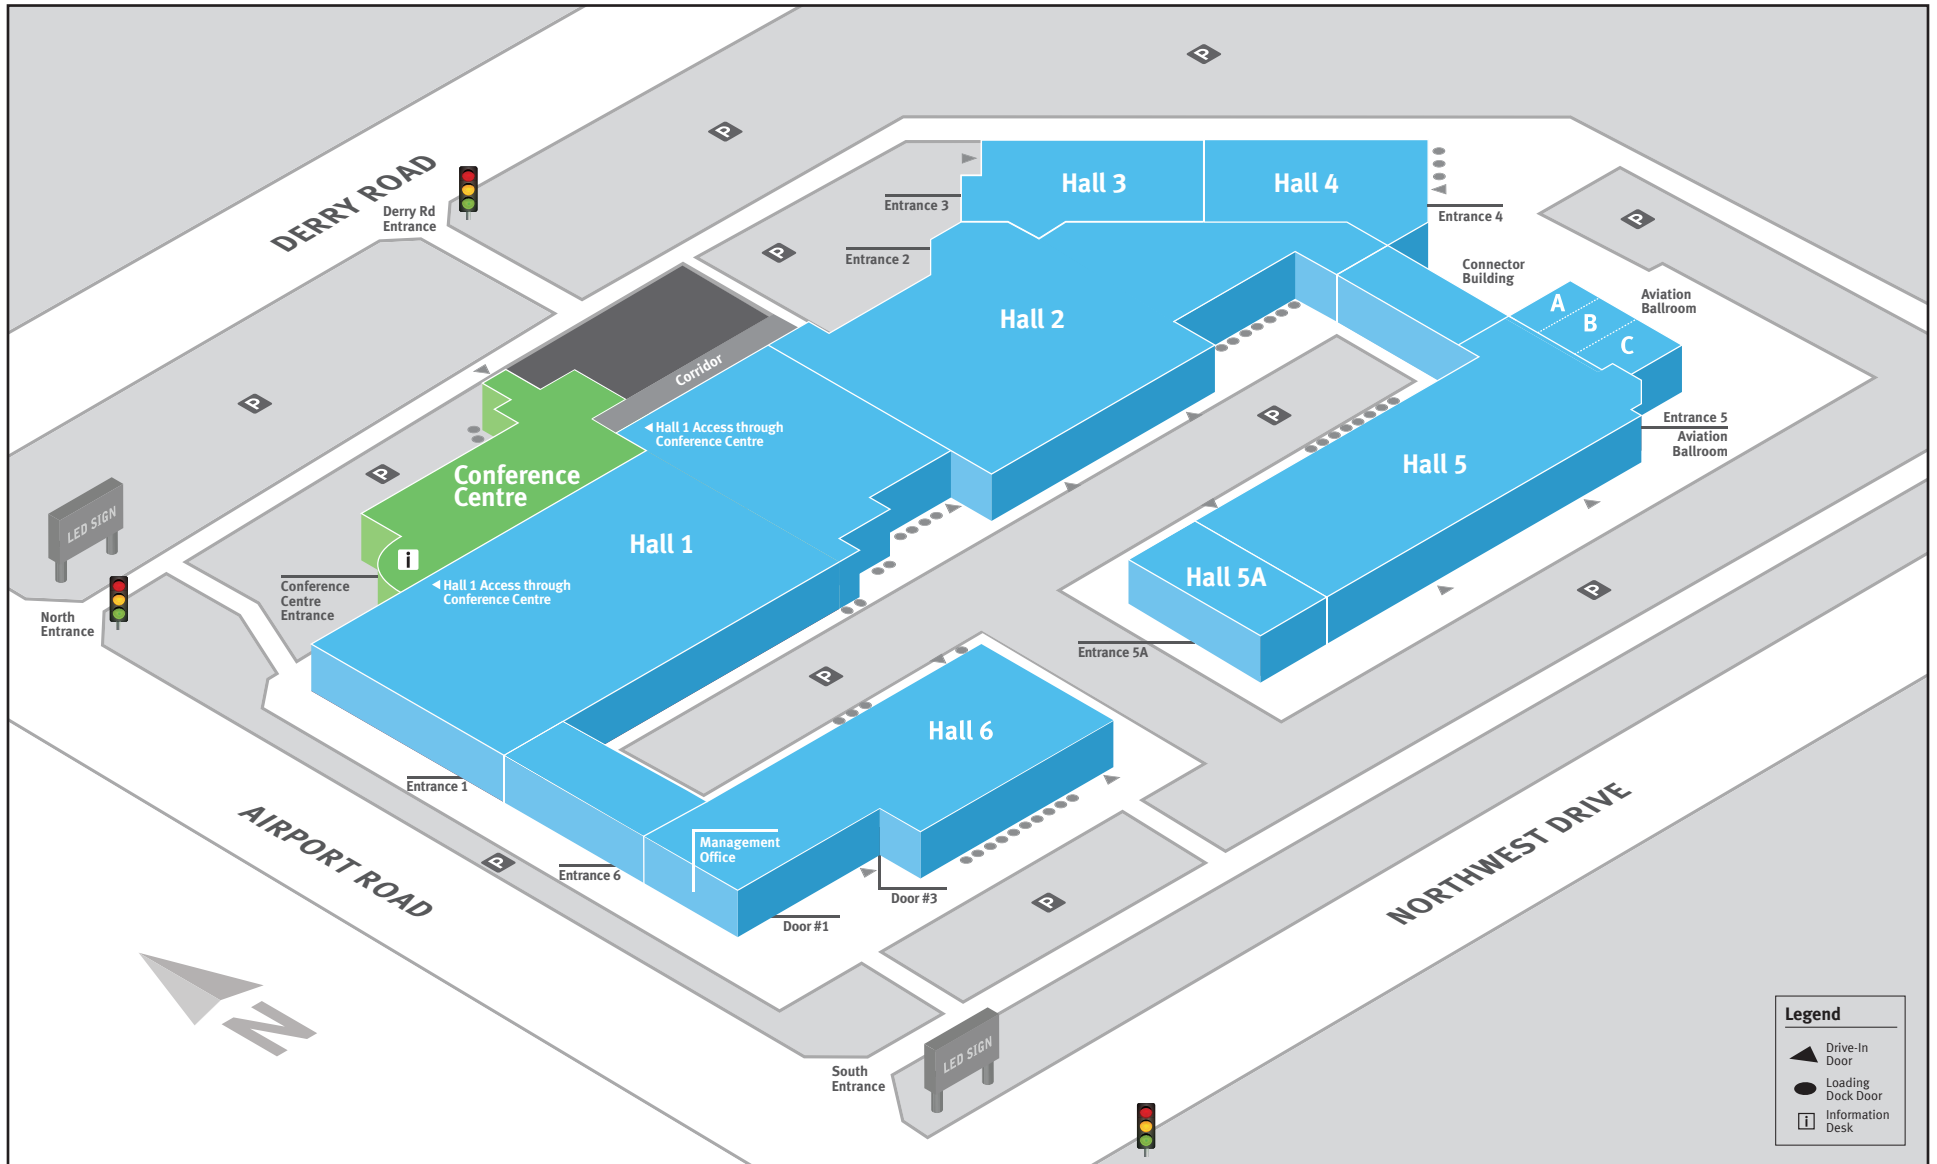 P
P
DERRY ROAD
Derry Rd
Entrance
Hall 3
Hall 4
Entrance 3
Entrance 4
P
P
Entrance 2
Connector
Building
Hall 2
A
B
C
Aviation
Ballroom
Corridor
P
P
Hall 1 Access through
Conference Centre
Entrance 5
Aviation
Ballroom
Conference
Centre
P
Hall 5
LED SIGN
Hall 1
i
Hall 5A
P
Hall 1 Access through
Conference Centre
Conference
Centre
Entrance
North
Entrance
Entrance 5A
P
Hall 6
Entrance 1
AIRPORT ROAD
P
Management
Office
Entrance 6
Door #3
Door #1
P
NORTHWEST DRIVE
N
LED SIGN
South
Entrance
Legend
Drive-In
Door
Loading
Dock Door
i
Information
Desk